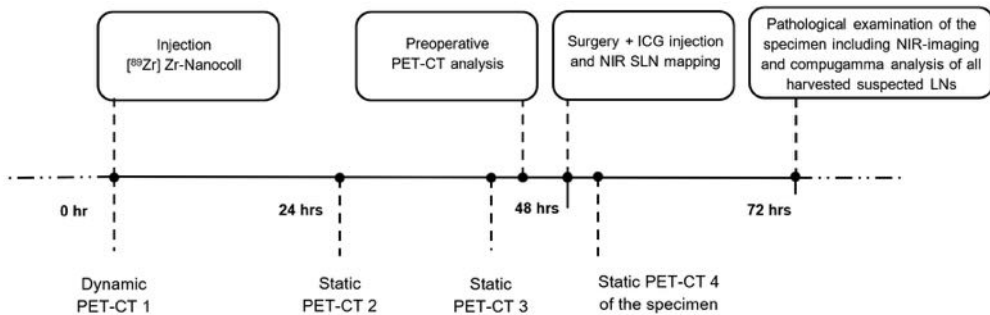 Injection
[⁸⁹Zr] Zr-Nanocoll
Preoperative
PET-CT analysis
Surgery + ICG injection
and NIR SLN mapping
Pathological examination of the
specimen including NIR-imaging
and compugamma analysis of all
harvested suspected LNs
0 hr
24 hrs
48 hrs
72 hrs
Dynamic
PET-CT 1
Static
PET-CT 2
Static
PET-CT 3
Static PET-CT 4
of the specimen